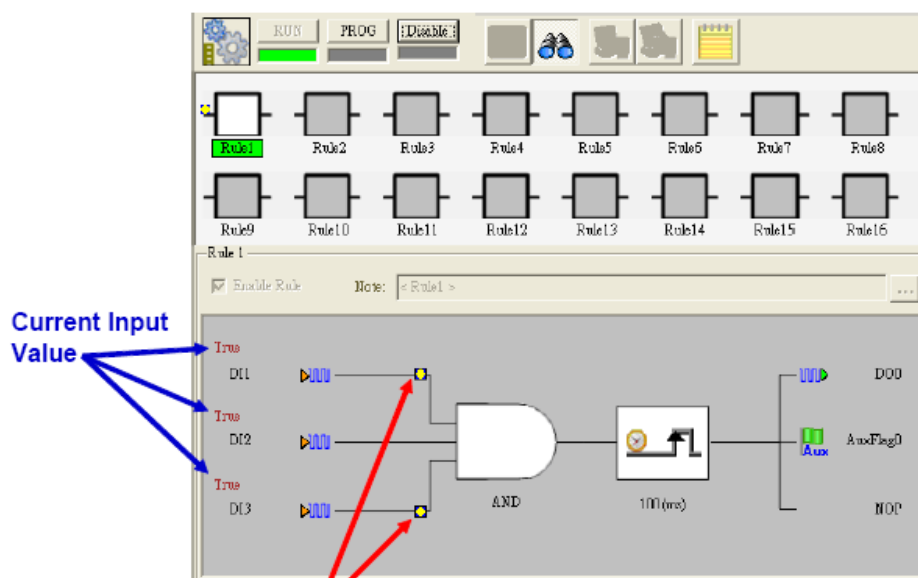 RUN PROG Disable
Rule1 Rule2 Rule3 Rule4 Rule5 Rule6 Rule7 Rule8
Rule9 Rule10 Rule11 Rule12 Rule13 Rule14 Rule15 Rule16
Rule 1
Enable Rule Note: < Rule1 > ...
Current Input
Value
True
DI1 DO0
True
DI2 Aux AuxFlag0
True
DI3 NOP
AND 100 (ms)